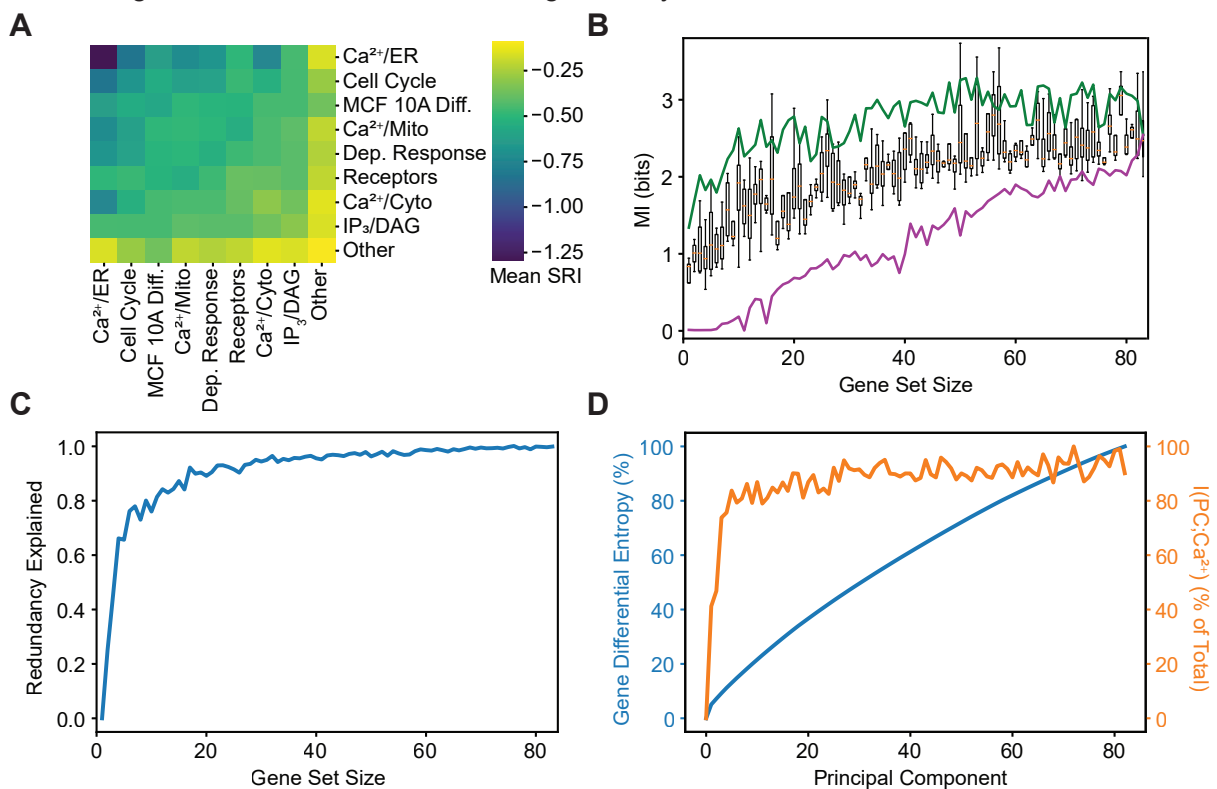 A
Ca²⁺/ER
Cell Cycle
MCF 10A Diff.
Ca²⁺/Mito
Dep. Response
Receptors
Ca²⁺/Cyto
IP₃/DAG
Other
Ca²⁺/ER
Cell Cycle
MCF 10A Diff.
Ca²⁺/Mito
Dep. Response
Receptors
Ca²⁺/Cyto
IP₃/DAG
Other
−0.25
−0.50
−0.75
−1.00
−1.25
Mean SRI
B
MI (bits)
3
2
1
0
0 20 40 60 80
Gene Set Size
C
Redundancy Explained
1.0
0.8
0.6
0.4
0.2
0.0
0 20 40 60 80
Gene Set Size
D
Gene Differential Entropy (%)
100
80
60
40
20
0
100
80
60
40
20
0
I((PC;Ca²⁺) (% of Total)
0 20 40 60 80
Principal Component